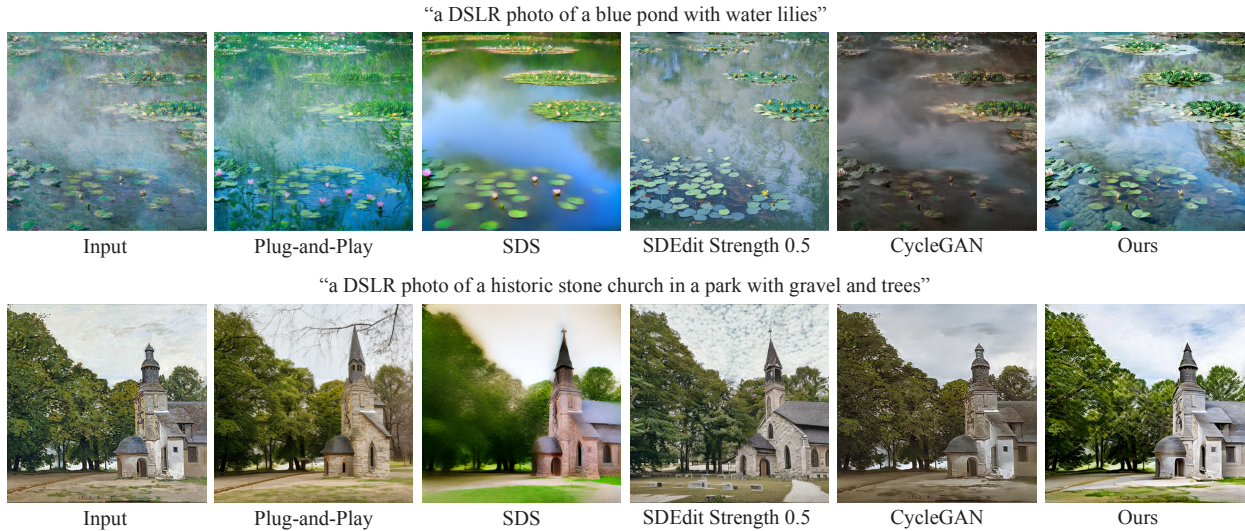 “a DSLR photo of a blue pond with water lilies”
Input Plug-and-Play SDS SDEdit Strength 0.5 CycleGAN Ours
“a DSLR photo of a historic stone church in a park with gravel and trees”
Input Plug-and-Play SDS SDEdit Strength 0.5 CycleGAN Ours